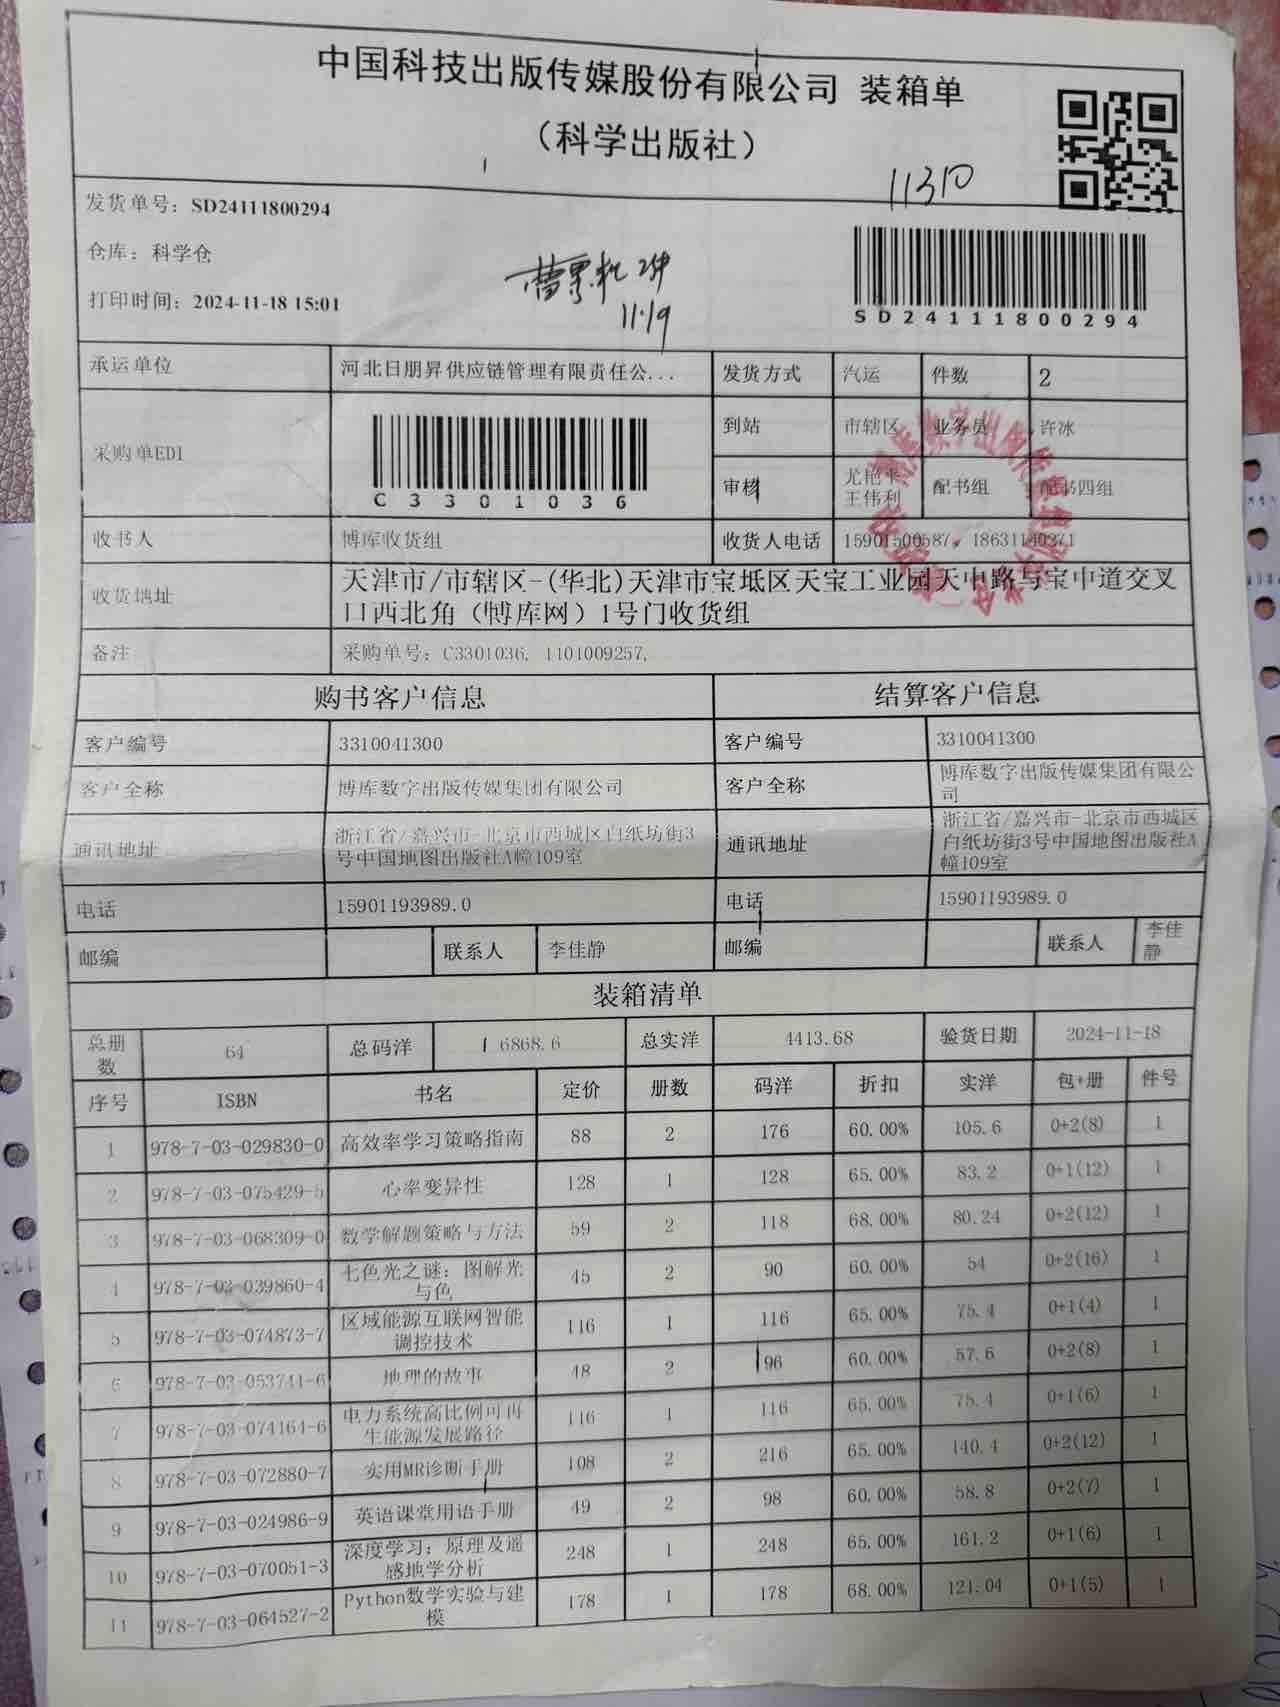 中国科技出版传媒股份有限公司 装箱单
（科学出版社）
1131D
发货单号：SD24111800294
仓库：科学仓
打印时间：2024-11-18 15:01
2件
11.19
SD24111800294
承运单位 河北日朋昇供应链管理有限责任公... 发货方式 汽运 件数 2
采购单EDI C3301036 到站 市辖区 业务员 许冰
审核 尤艳 王伟利 配书组 配书四组
收书人 博库收货组 收货人电话 15901500587，18631140271
收货地址 天津市/市辖区-(华北)天津市宝坻区天宝工业园天中路与宝中道交叉
口西北角（博库网）1号门收货组
备注 采购单号：C3301036, 1101009257,
购书客户信息 结算客户信息
客户编号 3310041300 客户编号 3310041300
客户全称 博库数字出版传媒集团有限公司 客户全称 博库数字出版传媒集团有限公司
通讯地址 浙江省/嘉兴市-北京市西城区白纸坊街3号中国地图出版社A幢109室 通讯地址 浙江省/嘉兴市-北京市西城区白纸坊街3号中国地图出版社A幢109室
电话 15901193989.0 电话 15901193989.0
邮编 联系人 李佳静 邮编 联系人 李佳静
装箱清单
总册数 64 总码洋 6868.6 总实洋 4413.68 验货日期 2024-11-18
序号 ISBN 书名 定价 册数 码洋 折扣 实洋 包+册 件号
1 978-7-03-029830-0 高效率学习策略指南 88 2 176 60.00% 105.6 0+2(8) 1
2 978-7-03-075429-5 心率变异性 128 1 128 65.00% 83.2 0+1(12) 1
3 978-7-03-068309-0 数学解题策略与方法 59 2 118 68.00% 80.24 0+2(12) 1
4 978-7-03-039860-4 七色光之谜：图解光与色 45 2 90 60.00% 54 0+2(16) 1
5 978-7-03-074873-7 区域能源互联网智能调控技术 116 1 116 65.00% 75.4 0+1(4) 1
6 978-7-03-053741-6 地理的故事 48 2 96 60.00% 57.6 0+2(8) 1
7 978-7-03-074164-6 电力系统高比例可再生能源发展路径 116 1 116 65.00% 75.4 0+1(6) 1
8 978-7-03-072880-7 实用MR诊断手册 108 2 216 65.00% 140.4 0+2(12) 1
9 978-7-03-024986-9 英语课堂用语手册 49 2 98 60.00% 58.8 0+2(7) 1
10 978-7-03-070051-3 深度学习：原理及遥感地学分析 248 1 248 65.00% 161.2 0+1(6) 1
11 978-7-03-064527-2 Python数学实验与建模 178 1 178 68.00% 121.04 0+1(5) 1